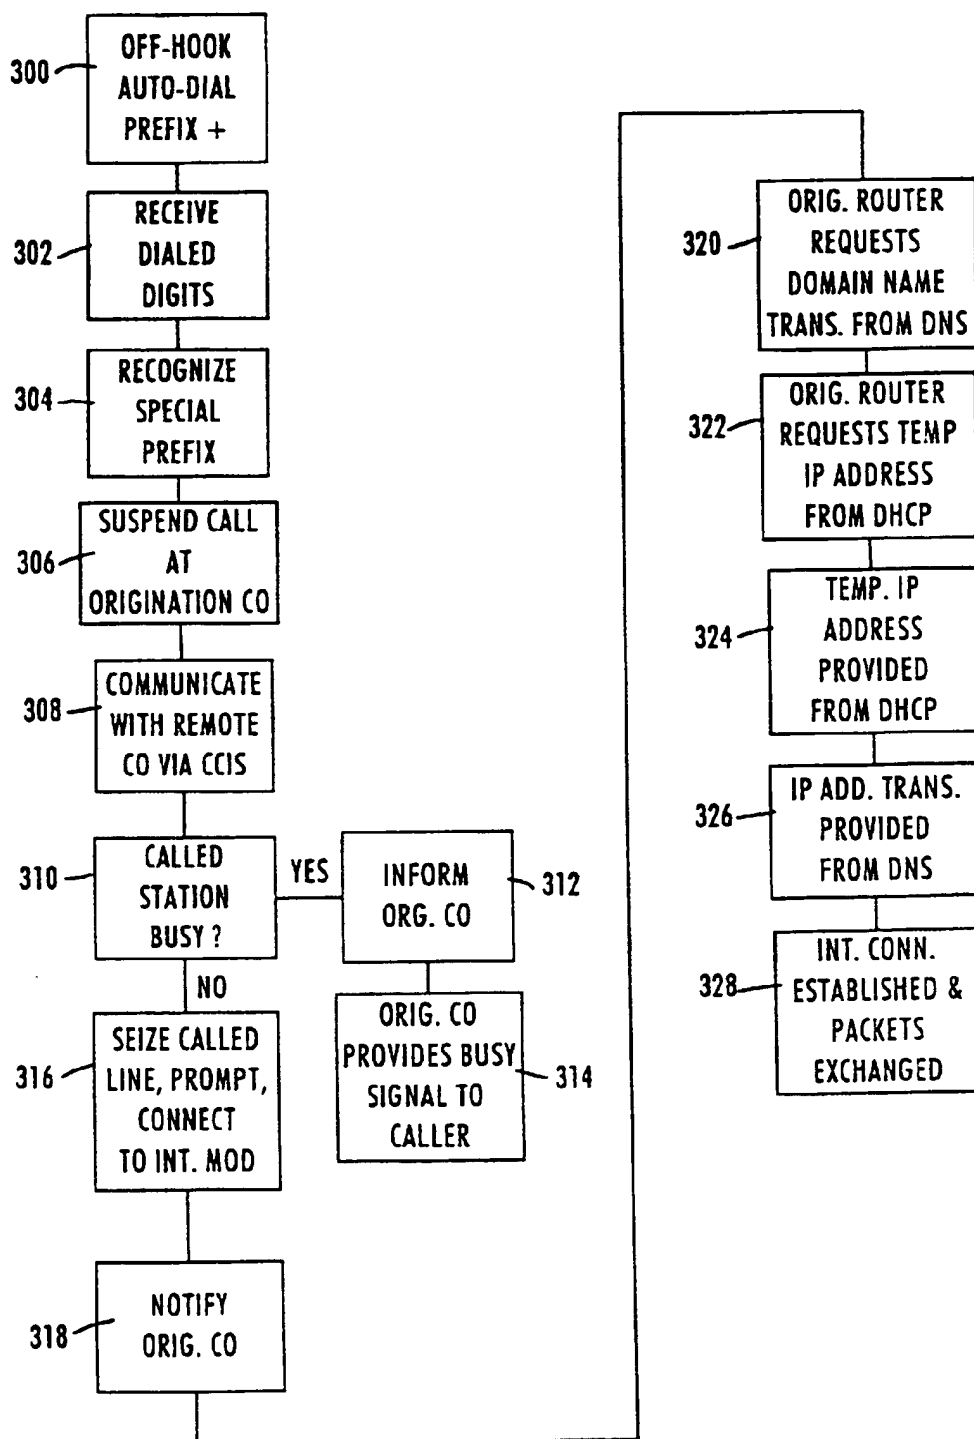 300
OFF-HOOK
AUTO-DIAL
PREFIX +
302
RECEIVE
DIALED
DIGITS
304
RECOGNIZE
SPECIAL
PREFIX
306
SUSPEND CALL
AT
ORIGINATION CO
308
COMMUNICATE
WITH REMOTE
CO VIA CCIS
310
CALLED
STATION
BUSY ?
YES
INFORM
ORG. CO
312
NO
ORIG. CO
PROVIDES BUSY
SIGNAL TO
CALLER
314
316
SEIZE CALLED
LINE, PROMPT,
CONNECT
TO INT. MOD
318
NOTIFY
ORIG. CO
320
ORIG. ROUTER
REQUESTS
DOMAIN NAME
TRANS. FROM DNS
322
ORIG. ROUTER
REQUESTS TEMP
IP ADDRESS
FROM DHCP
324
TEMP. IP
ADDRESS
PROVIDED
FROM DHCP
326
IP ADD. TRANS.
PROVIDED
FROM DNS
328
INT. CONN.
ESTABLISHED &
PACKETS
EXCHANGED